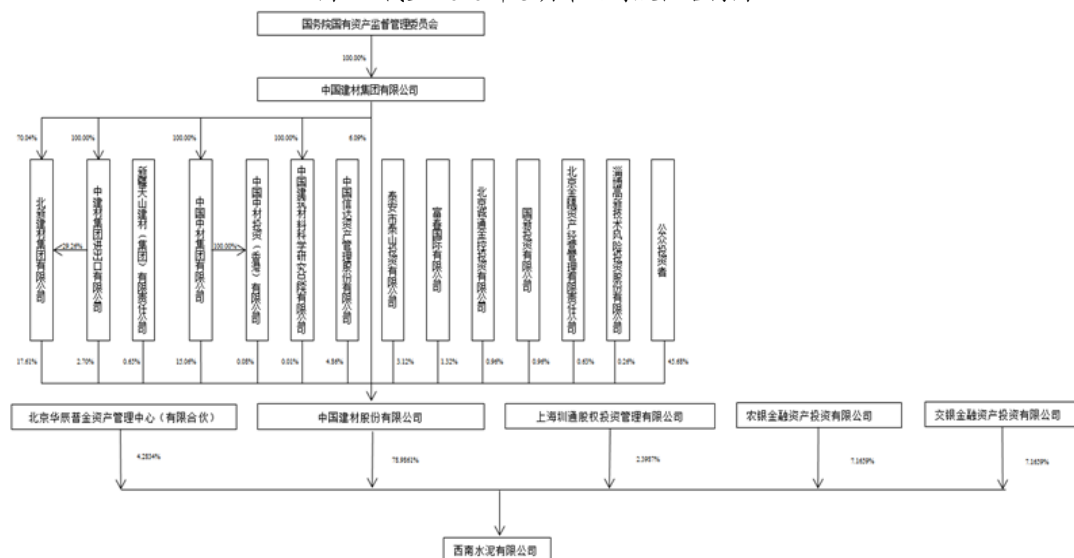 国务院国有资产监督管理委员会
100.00%
中国建材集团有限公司
70.04%
100.00%
100.00%
100.00%
6.09%
北新建材集团有限公司
29.26%
中建材集团进出口有限公司
新疆天山建材（集团）有限责任公司
中国中材集团有限公司
100.00%
中国中材投资（香港）有限公司
中国建筑材料科学研究总院有限公司
中国信达资产管理股份有限公司
泰安市泰山投资有限公司
富春国际有限公司
北京诚通金控投资有限公司
国新投资有限公司
北京金隅资产经营管理有限责任公司
淄博高新技术风险投资股份有限公司
公众投资者
17.61%
2.70%
0.65%
15.06%
0.08%
0.01%
4.86%
3.12%
1.32%
0.96%
0.96%
0.65%
0.26%
45.68%
北京华辰普金资产管理中心（有限合伙）
中国建材股份有限公司
上海圳通股权投资管理有限公司
农银金融资产投资有限公司
交银金融资产投资有限公司
4.2834%
78.9861%
2.3987%
7.1659%
7.1659%
西南水泥有限公司